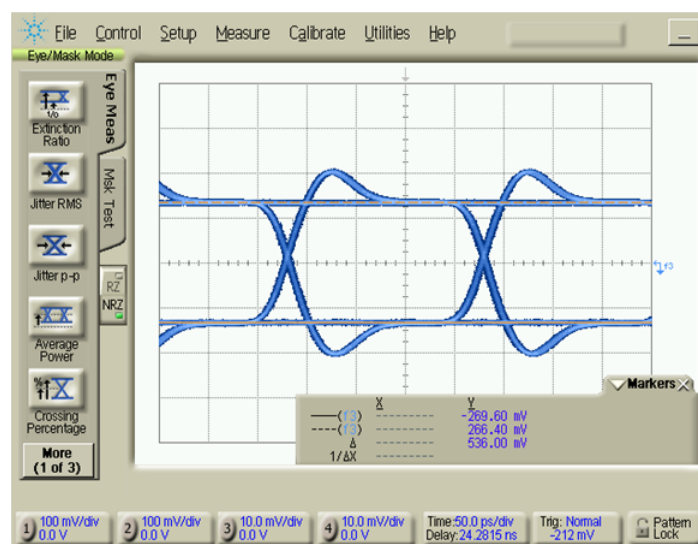 File Control Setup Measure Calibrate Utilities Help
Eye/Mask Mode
Eye Meas
Msk Test
1/0
Extinction
Ratio
Jitter RMS
Jitter p-p
RZ
NRZ
Average
Power
%
Crossing
Percentage
More
(1 of 3)
f3
Markers
X Y
(f3) -------- -269.60 mV
(f3) -------- 266.40 mV
Δ -------- 536.00 mV
1/ΔX --------
1 100 mV/div
0.0 V
2 100 mV/div
0.0 V
3 10.0 mV/div
0.0 V
4 10.0 mV/div
0.0 V
Time:50.0 ps/div
Delay:24.2815 ns
Trig: Normal
-212 mV
Pattern
Lock